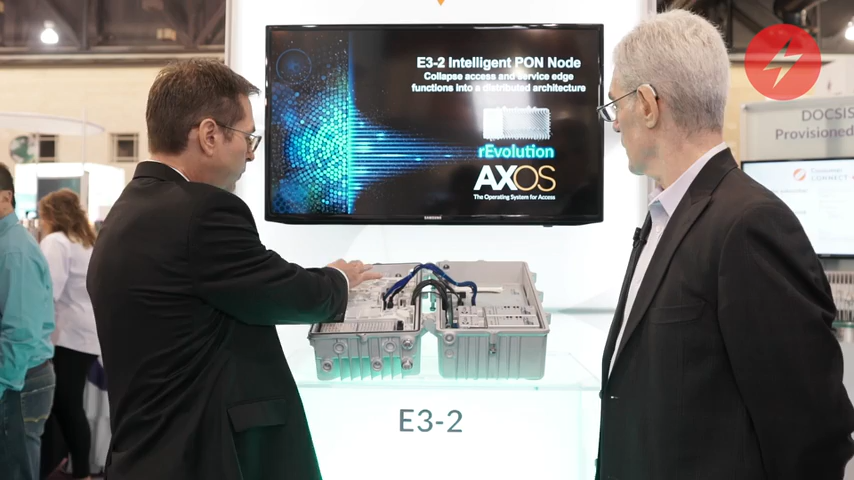 E3-2 Intelligent PON Node
Collapse access and service edge
functions into a distributed architecture
rEvolution
AXOS
The Operating System for Access
SAMSUNG
DOCSIS
Provisioned
E3-2